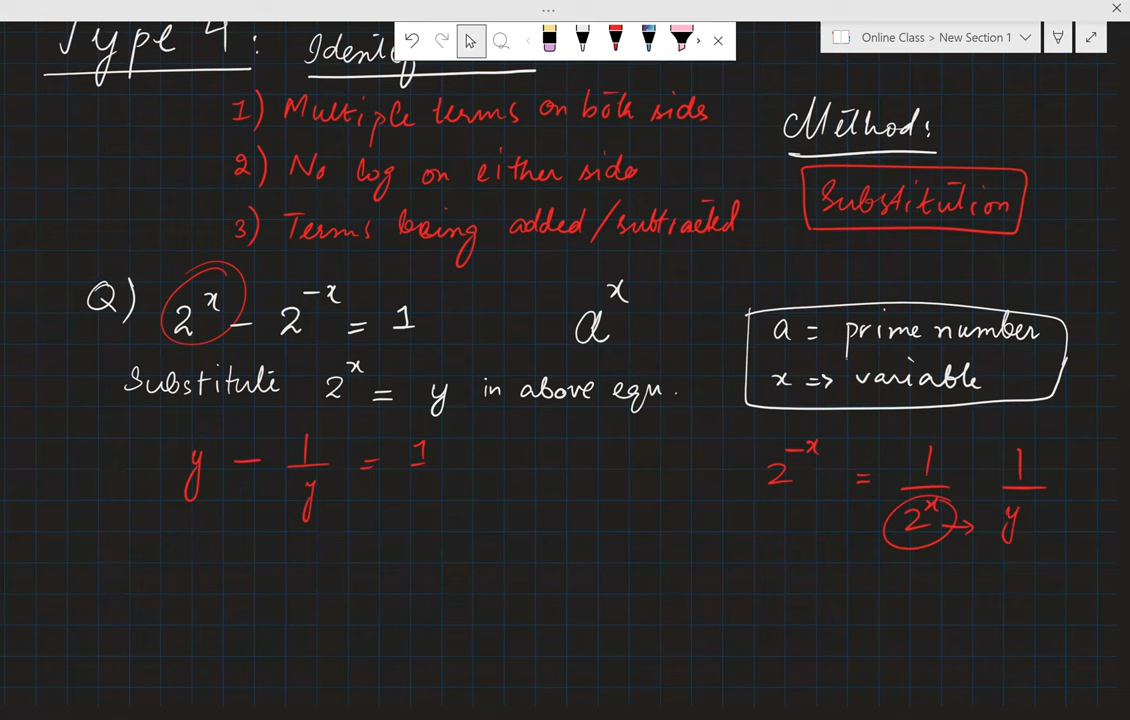 Type 4:
Online Class > New Section 1
1) Multiple terms on both sides
Method:
2) No log on either side
Substitution
3) Terms being added/subtracted
Q) 2^x - 2^-x = 1
a^x
a = prime number
x => variable
Substitute 2^x = y in above equ.
y - 1/y = 1
2^-x = 1/2^x → 1/y